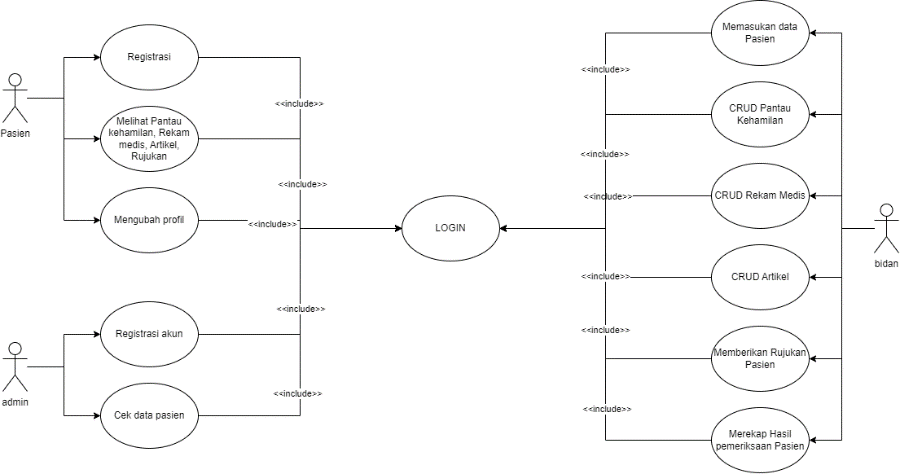 Pasien
Registrasi
Melihat Pantau
kehamilan, Rekam
medis, Artikel,
Rujukan
Mengubah profil
admin
Registrasi akun
Cek data pasien
<<include>>
<<include>>
<<include>>
<<include>>
<<include>>
LOGIN
<<include>>
<<include>>
<<include>>
<<include>>
<<include>>
<<include>>
Memasukan data
Pasien
CRUD Pantau
Kehamilan
CRUD Rekam Medis
CRUD Artikel
Memberikan Rujukan
Pasien
Merekap Hasil
pemeriksaan Pasien
bidan